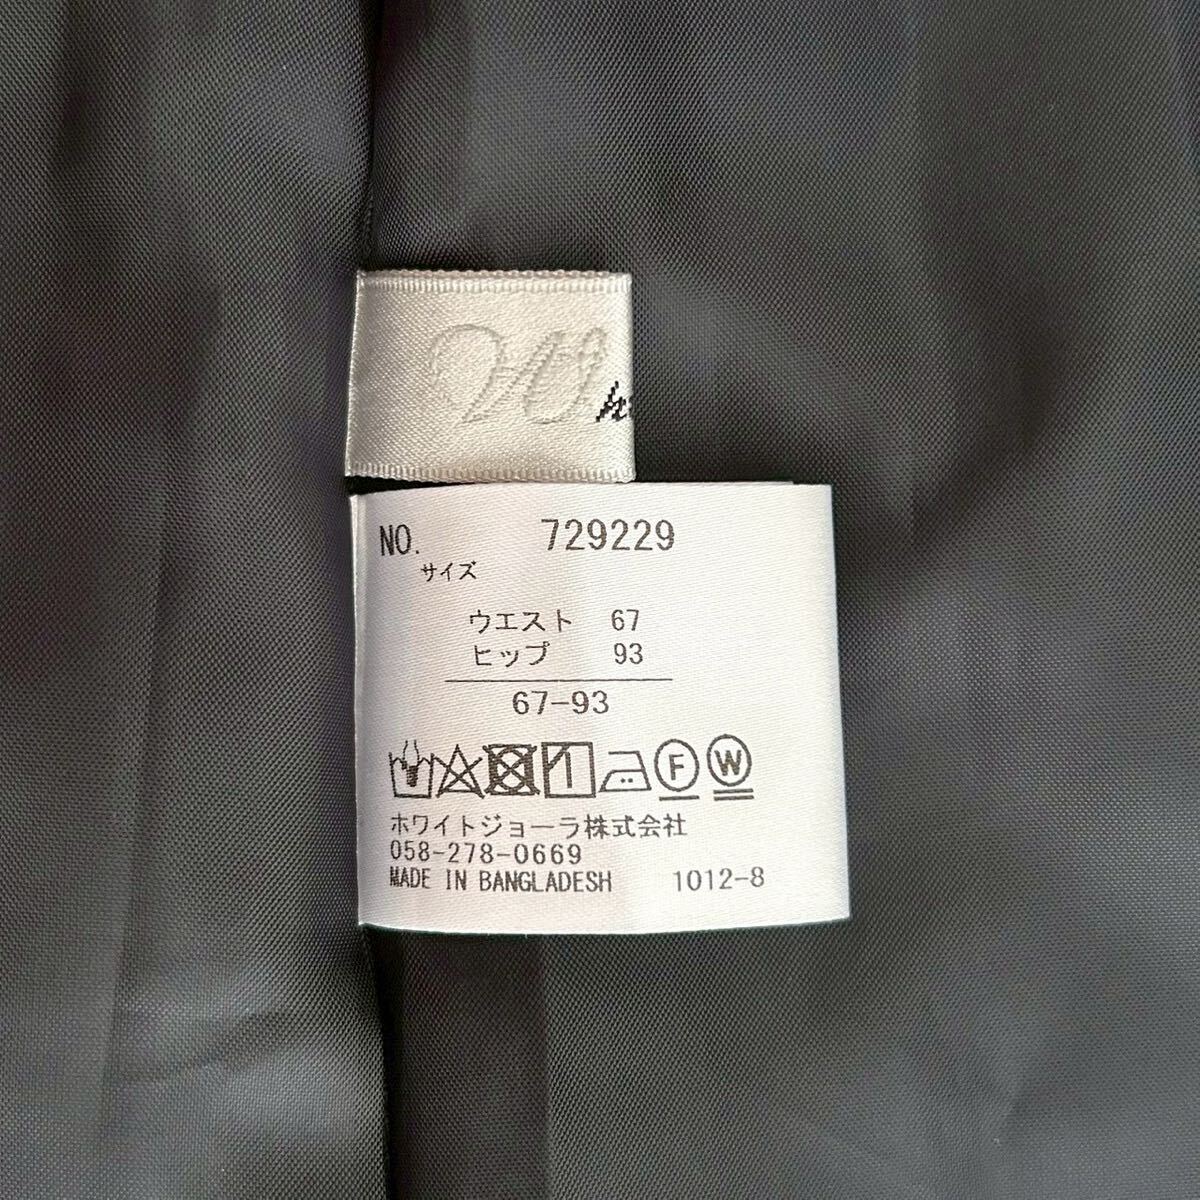 W
NO. 729229
サイズ
ウエスト 67
ヒップ 93
67-93
F W
ホワイトジョーラ株式会社
058-278-0669
MADE IN BANGLADESH 1012-8